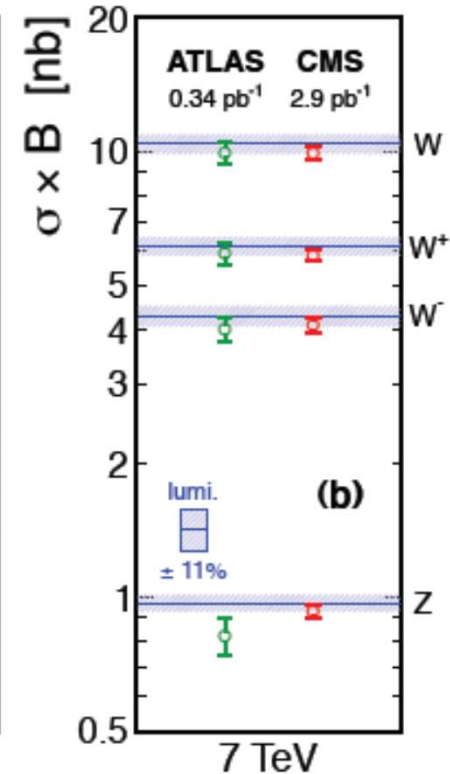 σ × B [nb]
20
10
7
5
4
3
2
1
0.5
ATLAS CMS
0.34 pb⁻¹ 2.9 pb⁻¹
W
W⁺
W⁻
Z
lumi.
± 11%
(b)
7 TeV